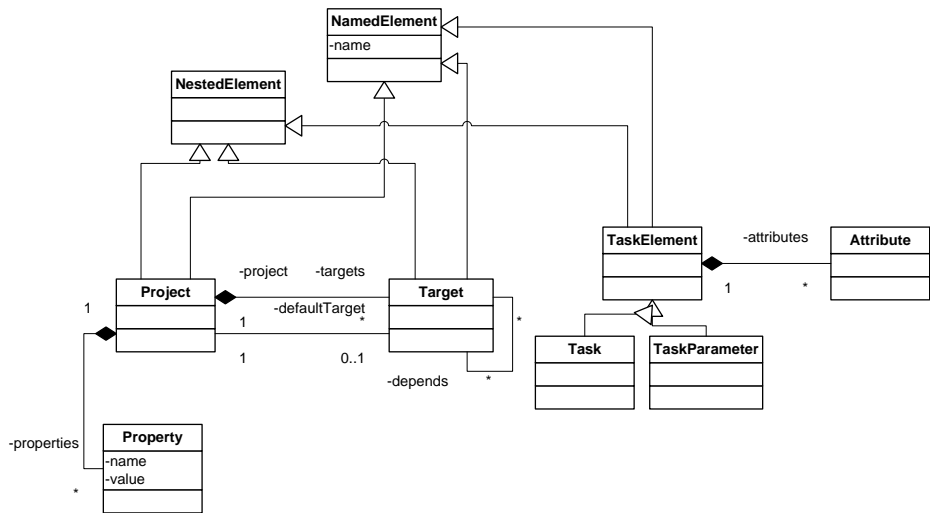 NamedElement
-name
NestedElement
TaskElement
-attributes
Attribute
1
*
Project
-project
-targets
Target
1
-defaultTarget
1
*
*
1
0..1
-depends
*
Task
TaskParameter
-properties
Property
-name
-value
*